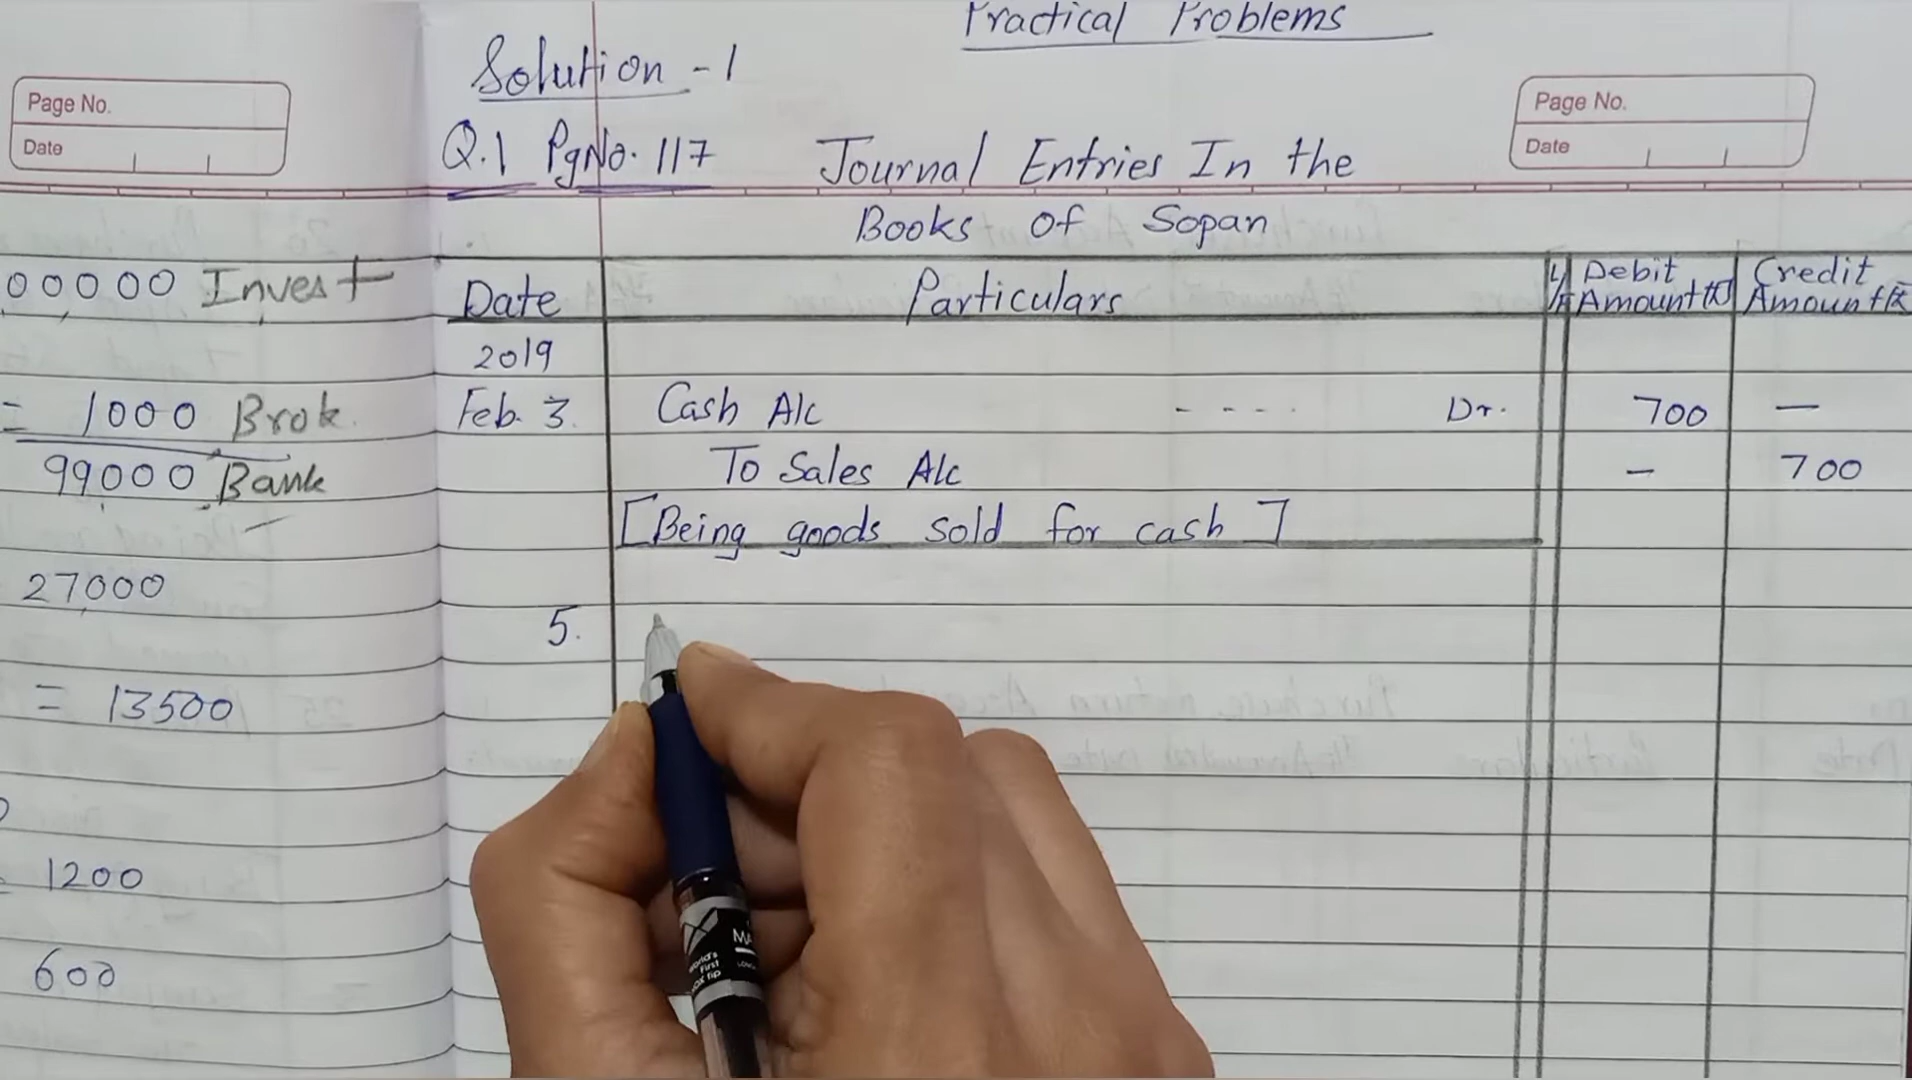 Practical Problems
Solution - 1
Page No.
Date
Page No.
Date
Q.1 PgNo. 117 Journal Entries In the
Books Of Sopan
00000 Invest
= 1000 Brok.
99000 Bank
27000
= 13500
1200
600
Date Particulars L/F Debit Amount(₹) Credit Amount(₹
2019
Feb. 3. Cash A/c - - - - Dr. 700 —
To Sales A/c — 700
[Being goods sold for cash]
5.
World's First